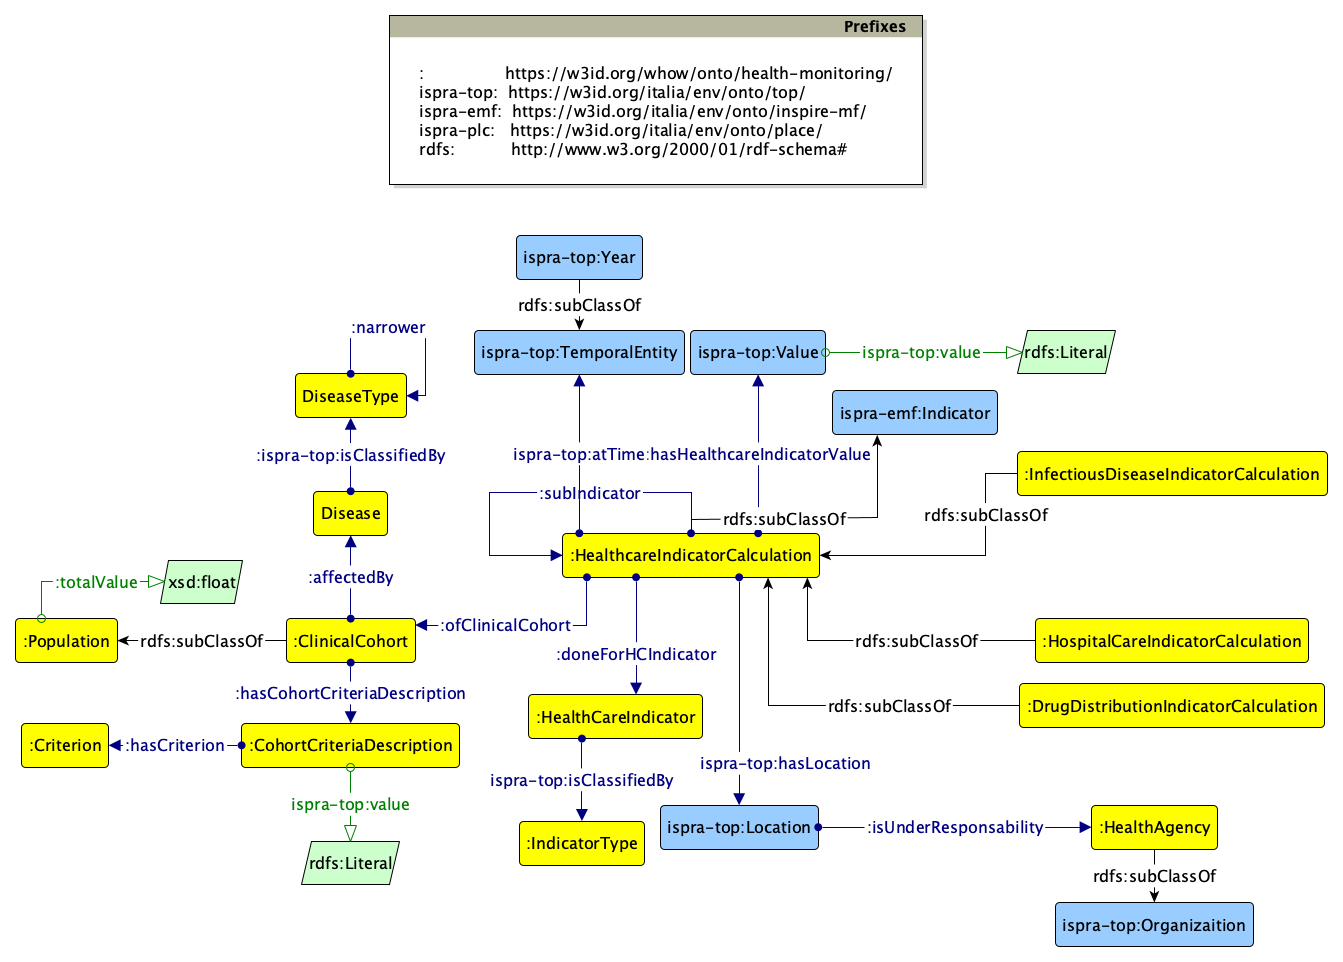 Prefixes
: https://w3id.org/whow/onto/health-monitoring/
ispra-top: https://w3id.org/italia/env/onto/top/
ispra-emf: https://w3id.org/italia/env/onto/inspire-mf/
ispra-plc: https://w3id.org/italia/env/onto/place/
rdfs: http://www.w3.org/2000/01/rdf-schema#
ispra-top:Year
rdfs:subClassOf
:narrower
ispra-top:TemporalEntity
ispra-top:Value
ispra-top:value
rdfs:Literal
DiseaseType
ispra-emf:Indicator
:ispra-top:isClassifiedBy
ispra-top:atTime
:hasHealthcareIndicatorValue
:InfectiousDiseaseIndicatorCalculation
:subIndicator
Disease
rdfs:subClassOf
rdfs:subClassOf
:HealthcareIndicatorCalculation
:totalValue
xsd:float
:affectedBy
:Population
rdfs:subClassOf
:ClinicalCohort
:ofClinicalCohort
rdfs:subClassOf
:HospitalCareIndicatorCalculation
:doneForHCIndicator
:hasCohortCriteriaDescription
rdfs:subClassOf
:DrugDistributionIndicatorCalculation
:HealthCareIndicator
:Criterion
:hasCriterion
:CohortCriteriaDescription
ispra-top:hasLocation
ispra-top:isClassifiedBy
ispra-top:value
ispra-top:Location
:isUnderResponsability
:HealthAgency
:IndicatorType
rdfs:Literal
rdfs:subClassOf
ispra-top:Organizaition